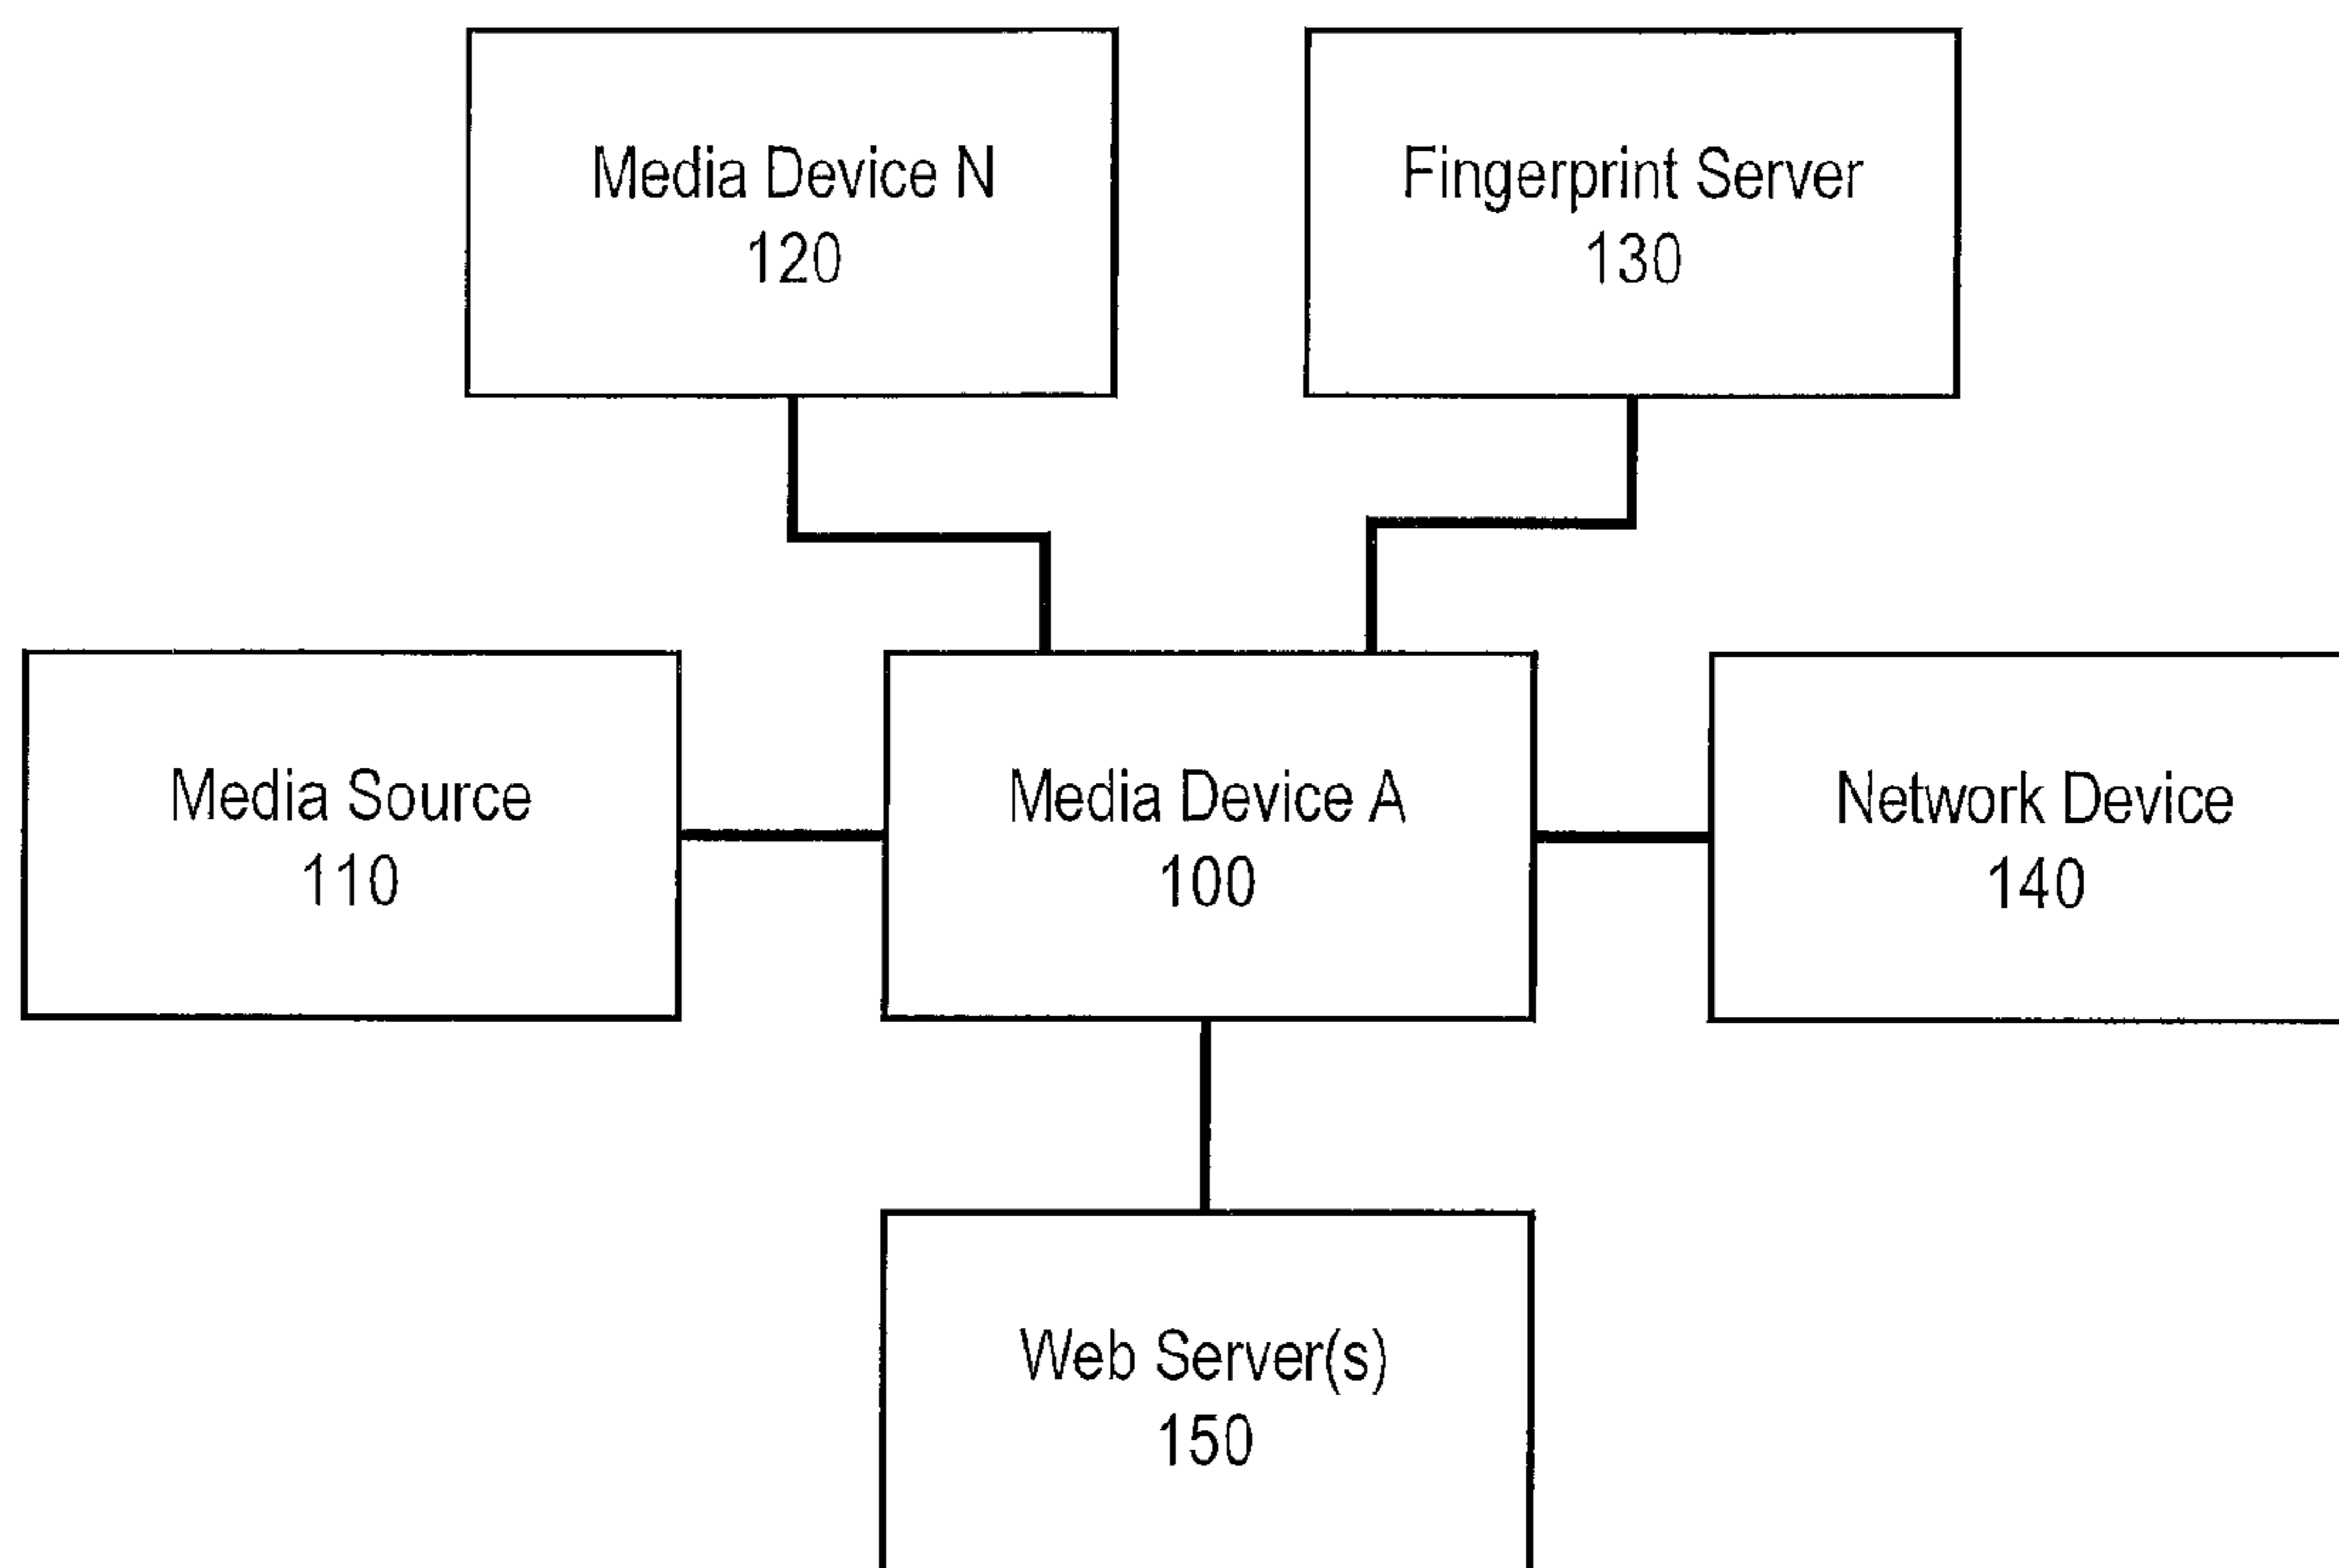 Media Device N
120
Fingerprint Server
130
Media Source
110
Media Device A
100
Network Device
140
Web Server(s)
150